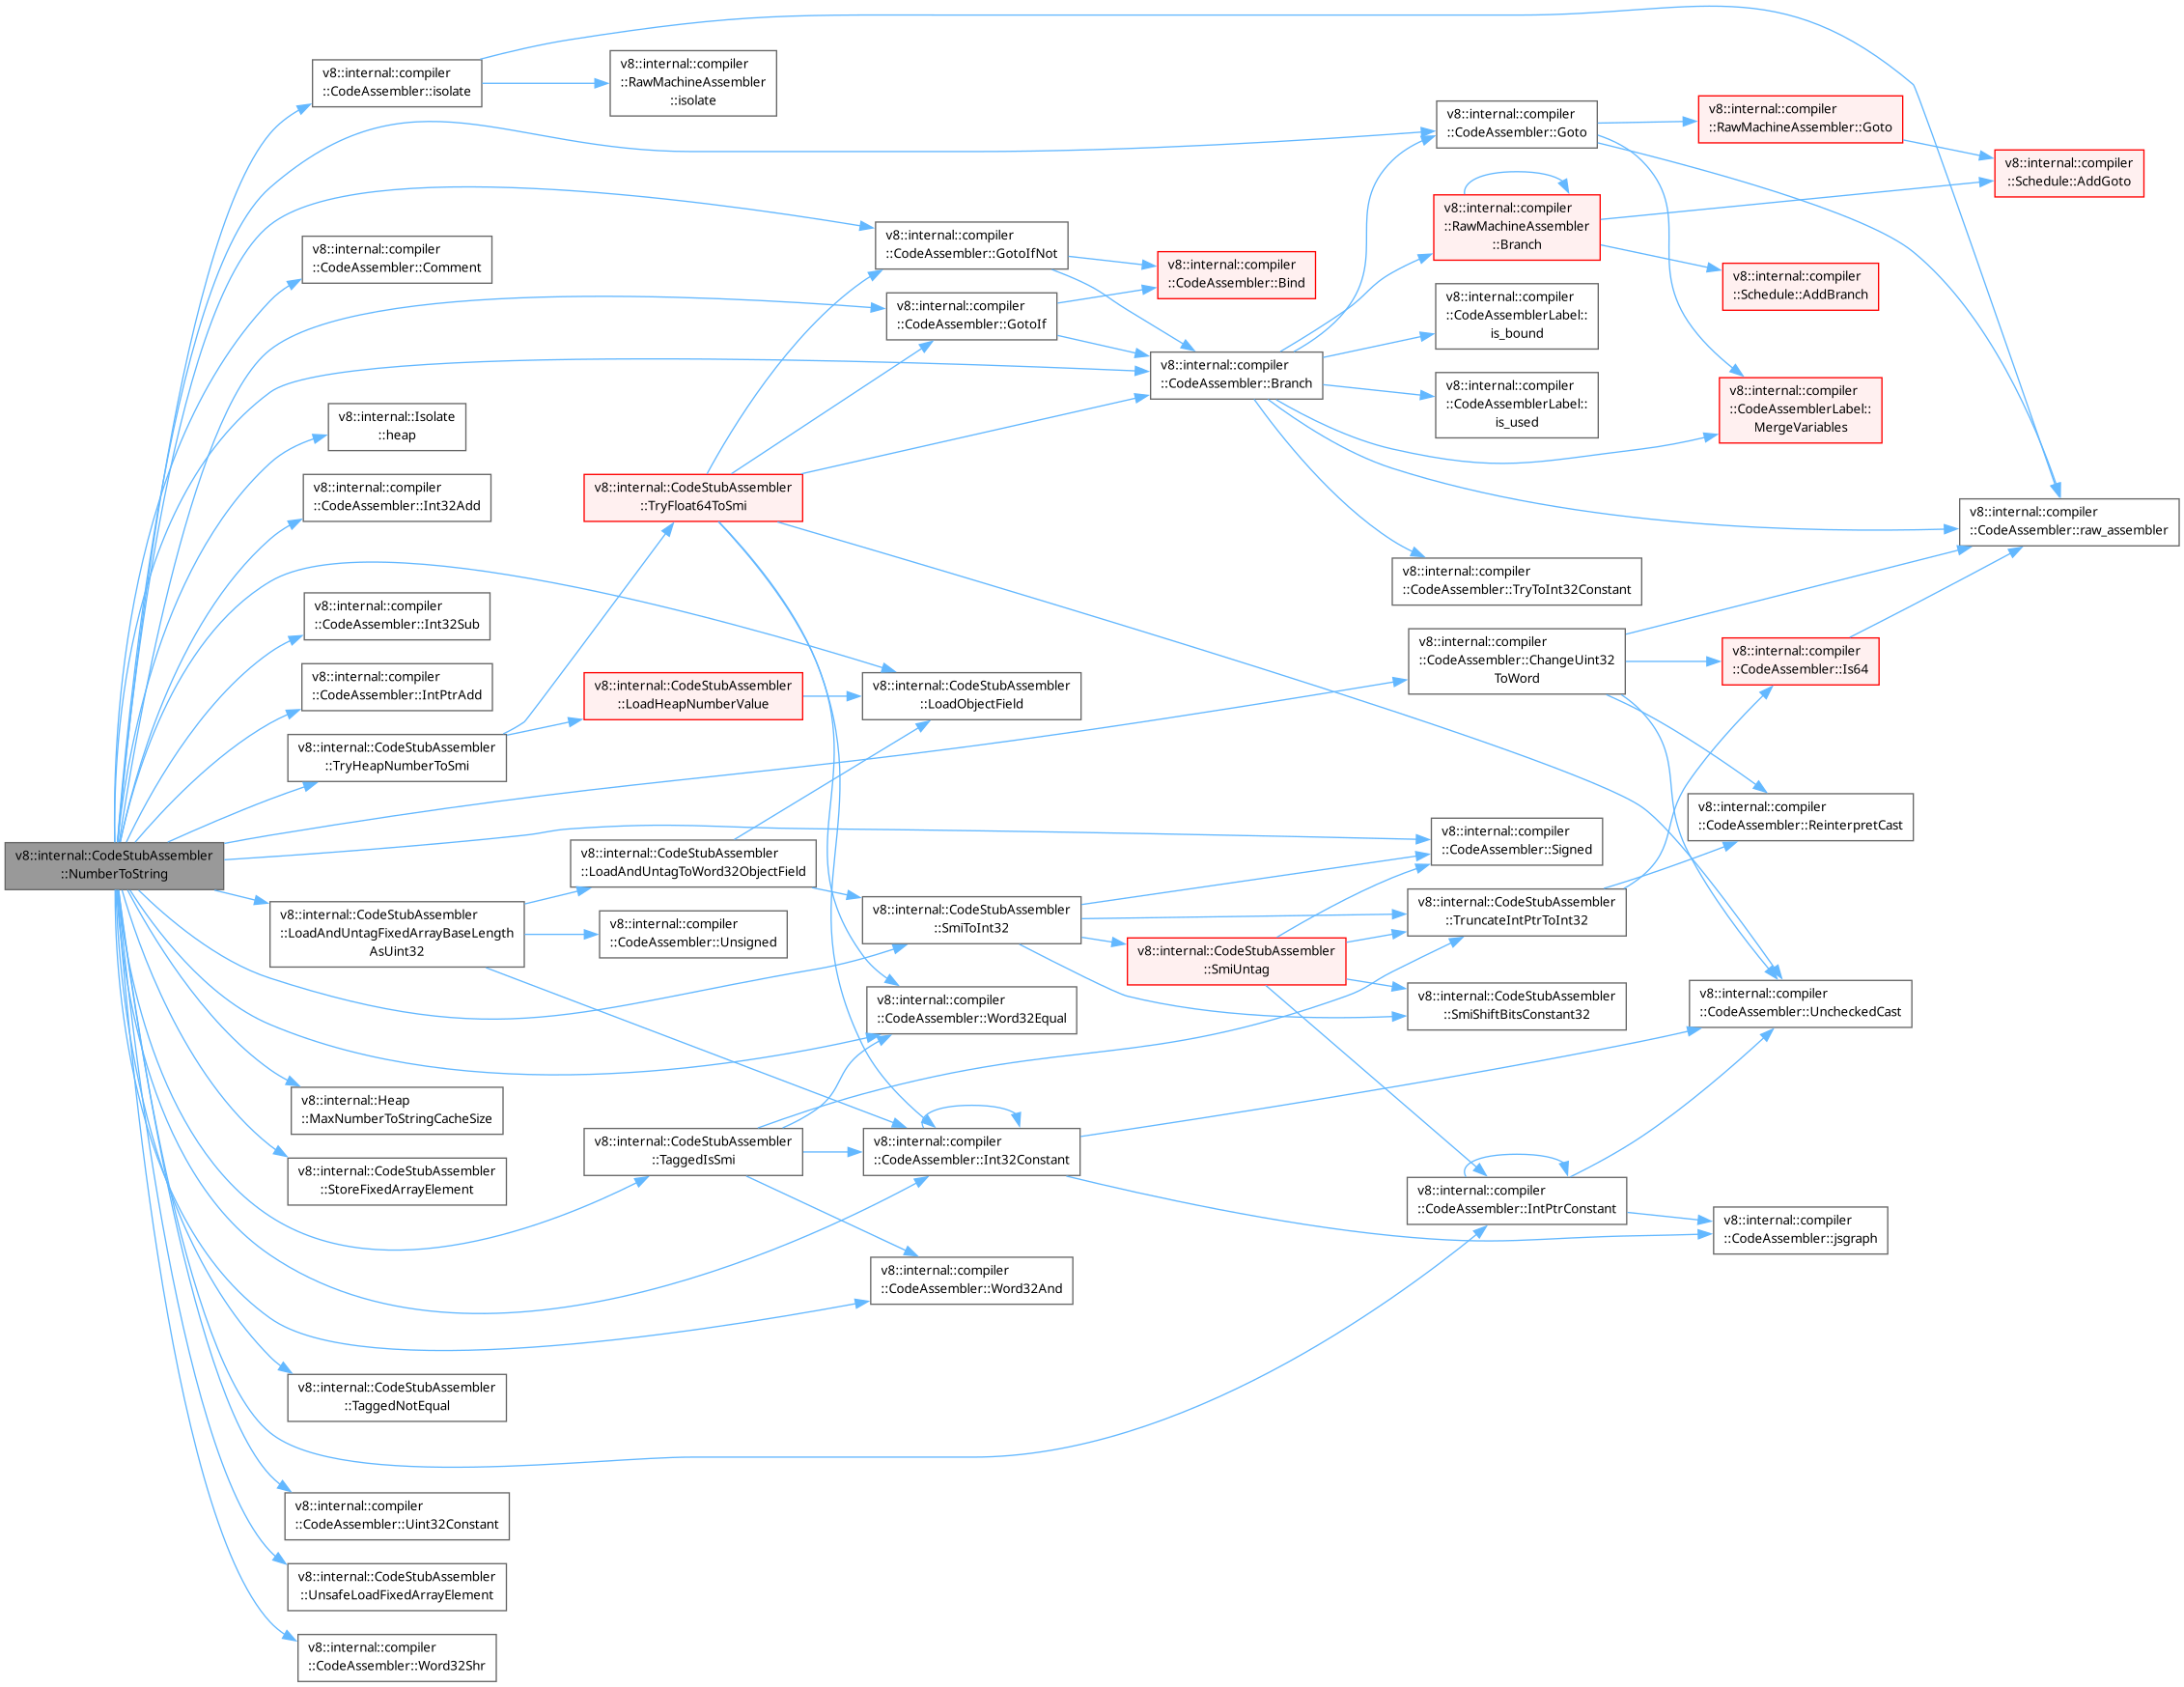 v8::internal::CodeStubAssembler
::NumberToString
v8::internal::compiler
::CodeAssembler::isolate
v8::internal::compiler
::CodeAssembler::Comment
v8::internal::Isolate
::heap
v8::internal::compiler
::CodeAssembler::Int32Add
v8::internal::compiler
::CodeAssembler::Int32Sub
v8::internal::compiler
::CodeAssembler::IntPtrAdd
v8::internal::CodeStubAssembler
::TryHeapNumberToSmi
v8::internal::CodeStubAssembler
::LoadAndUntagFixedArrayBaseLength
AsUint32
v8::internal::Heap
::MaxNumberToStringCacheSize
v8::internal::CodeStubAssembler
::StoreFixedArrayElement
v8::internal::CodeStubAssembler
::TaggedNotEqual
v8::internal::compiler
::CodeAssembler::Uint32Constant
v8::internal::CodeStubAssembler
::UnsafeLoadFixedArrayElement
v8::internal::compiler
::CodeAssembler::Word32Shr
v8::internal::compiler
::RawMachineAssembler
::isolate
v8::internal::CodeStubAssembler
::TryFloat64ToSmi
v8::internal::CodeStubAssembler
::LoadHeapNumberValue
v8::internal::CodeStubAssembler
::LoadAndUntagToWord32ObjectField
v8::internal::compiler
::CodeAssembler::Unsigned
v8::internal::CodeStubAssembler
::TaggedIsSmi
v8::internal::compiler
::CodeAssembler::GotoIfNot
v8::internal::compiler
::CodeAssembler::GotoIf
v8::internal::CodeStubAssembler
::LoadObjectField
v8::internal::CodeStubAssembler
::SmiToInt32
v8::internal::compiler
::CodeAssembler::Word32Equal
v8::internal::compiler
::CodeAssembler::Int32Constant
v8::internal::compiler
::CodeAssembler::Word32And
v8::internal::compiler
::CodeAssembler::Bind
v8::internal::compiler
::CodeAssembler::Branch
v8::internal::CodeStubAssembler
::SmiUntag
v8::internal::compiler
::CodeAssembler::Goto
v8::internal::compiler
::RawMachineAssembler
::Branch
v8::internal::compiler
::CodeAssemblerLabel::
is_bound
v8::internal::compiler
::CodeAssemblerLabel::
is_used
v8::internal::compiler
::CodeAssembler::TryToInt32Constant
v8::internal::compiler
::CodeAssembler::ChangeUint32
ToWord
v8::internal::compiler
::CodeAssembler::Signed
v8::internal::CodeStubAssembler
::TruncateIntPtrToInt32
v8::internal::CodeStubAssembler
::SmiShiftBitsConstant32
v8::internal::compiler
::CodeAssembler::IntPtrConstant
v8::internal::compiler
::RawMachineAssembler::Goto
v8::internal::compiler
::Schedule::AddBranch
v8::internal::compiler
::CodeAssemblerLabel::
MergeVariables
v8::internal::compiler
::CodeAssembler::Is64
v8::internal::compiler
::CodeAssembler::ReinterpretCast
v8::internal::compiler
::CodeAssembler::UncheckedCast
v8::internal::compiler
::CodeAssembler::jsgraph
v8::internal::compiler
::Schedule::AddGoto
v8::internal::compiler
::CodeAssembler::raw_assembler